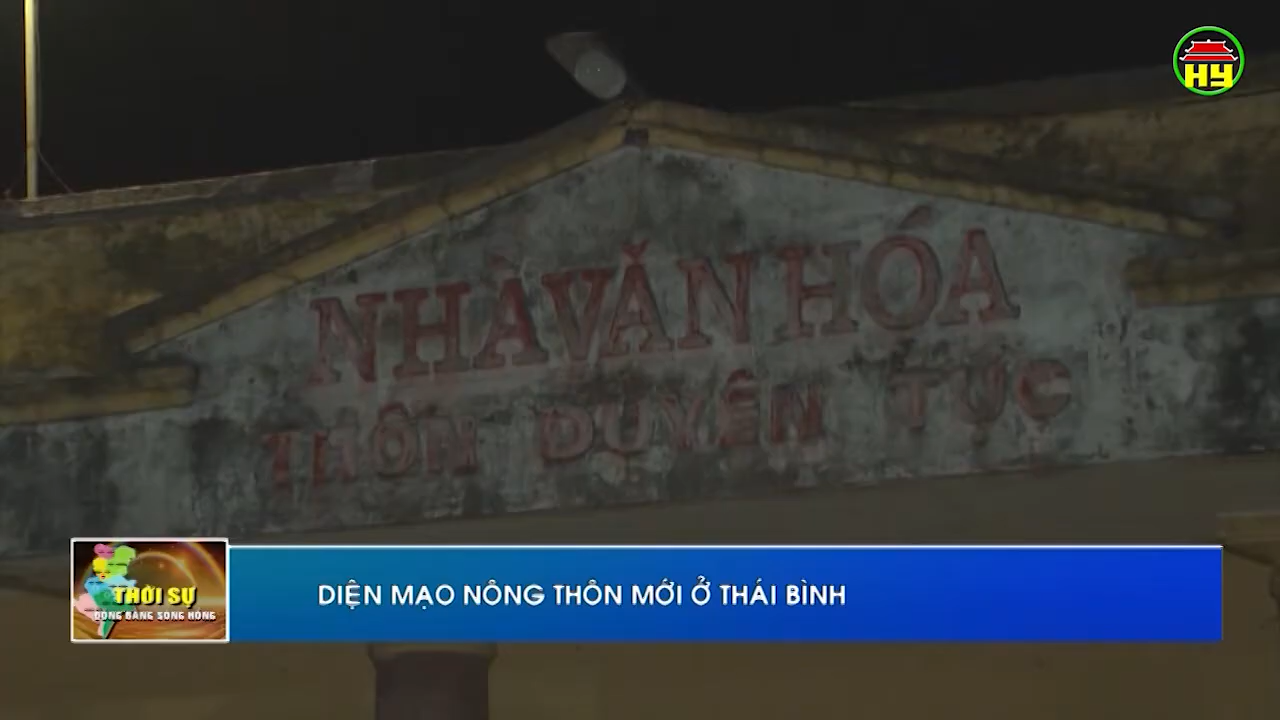 HY
NHÀ VĂN HÓA
THÔN DUYÊN TỤC
THỜI SỰ
ĐỒNG BẰNG SÔNG HỒNG
DIỆN MẠO NÔNG THÔN MỚI Ở THÁI BÌNH